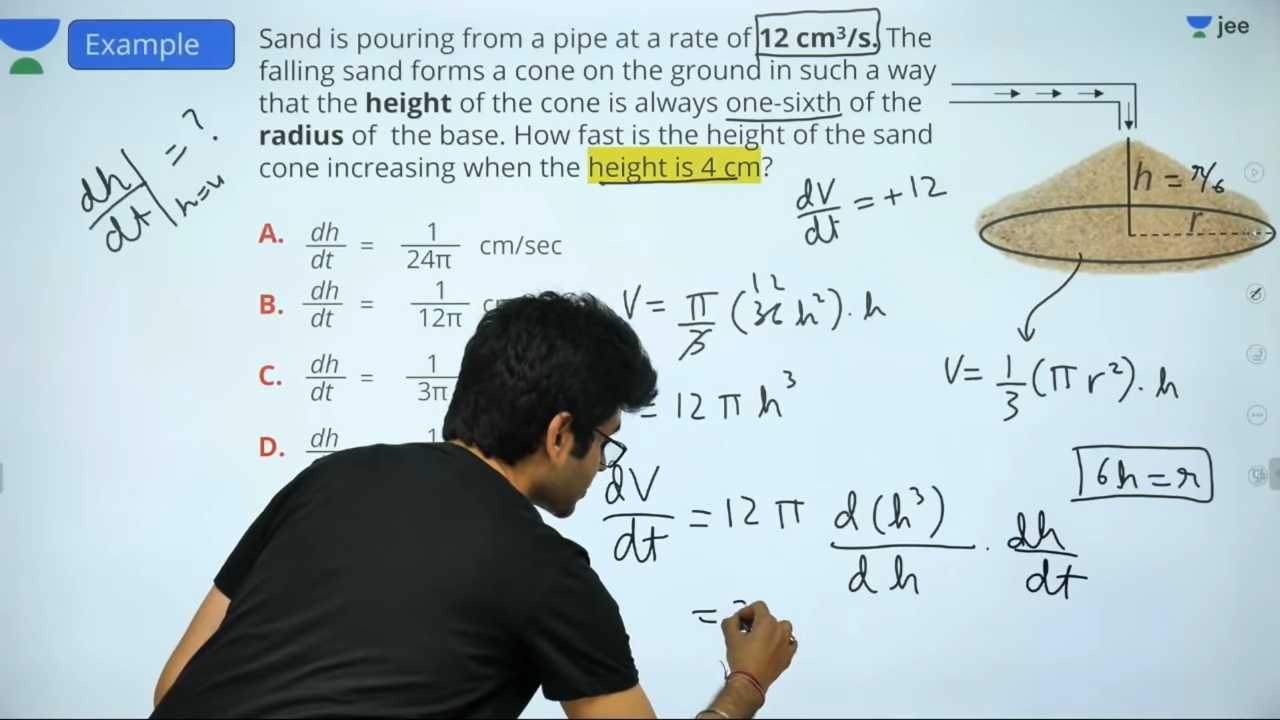 Example
Sand is pouring from a pipe at a rate of 12 cm³/s. The
falling sand forms a cone on the ground in such a way
that the height of the cone is always one-sixth of the
radius of the base. How fast is the height of the sand
cone increasing when the height is 4 cm?
jee
dh/dt | h=4 = ?
A. dh/dt = 1/24π cm/sec
B. dh/dt = 1/12π
C. dh/dt = 1/3π
D. dh
h = r/6
r
dV/dt = +12
V = 1/3 (π r²) . h
6h = r
V = π/3 (36 12 h²) . h
= 12 π h³
dV/dt = 12 π d(h³)/dh . dh/dt
=